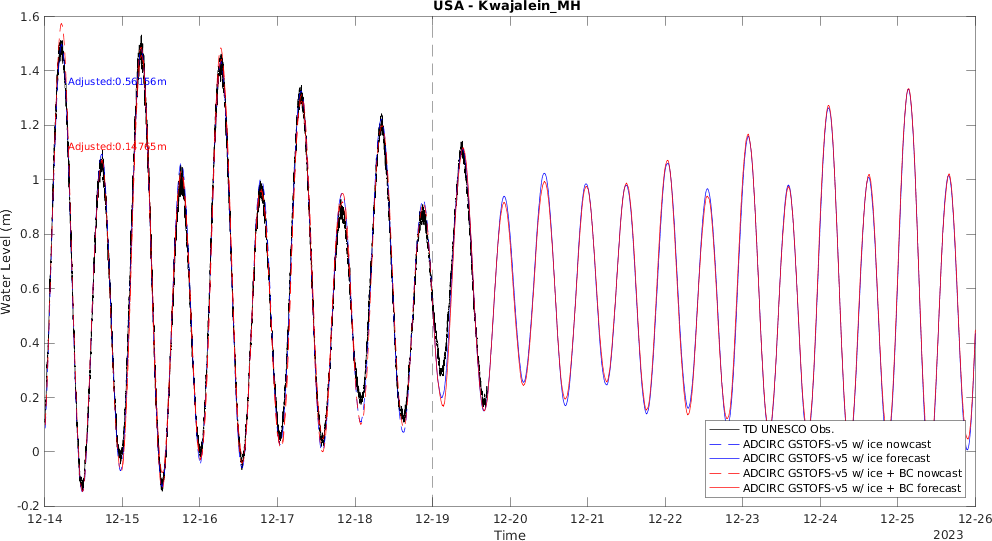 USA - Kwajalein_MH
1.6
1.4
1.2
1
0.8
0.6
0.4
0.2
0
-0.2
Water Level (m)
Adjusted:0.56166m
Adjusted:0.14765m
TD UNESCO Obs.
ADCIRC GSTOFS-v5 w/ ice nowcast
ADCIRC GSTOFS-v5 w/ ice forecast
ADCIRC GSTOFS-v5 w/ ice + BC nowcast
ADCIRC GSTOFS-v5 w/ ice + BC forecast
12-14 12-15 12-16 12-17 12-18 12-19 12-20 12-21 12-22 12-23 12-24 12-25 12-26
Time
2023